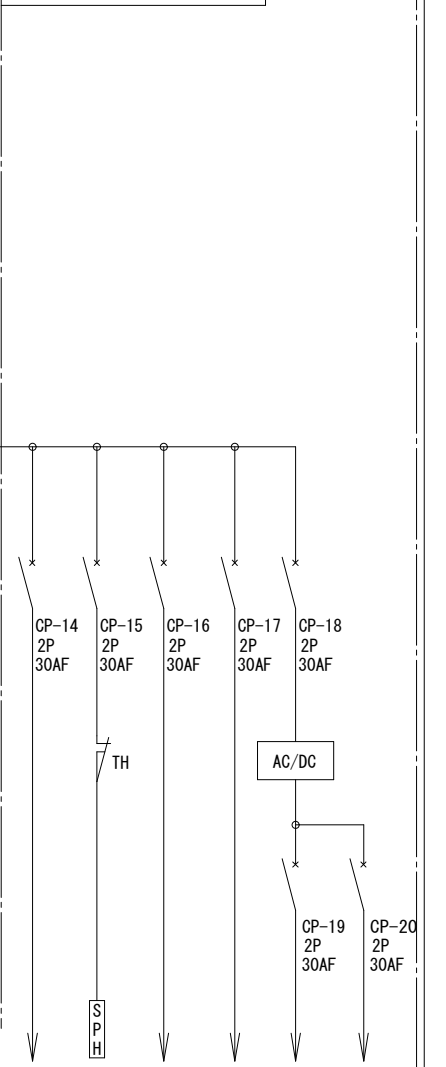 CP-14
2P
30AF
CP-15
2P
30AF
CP-16
2P
30AF
CP-17
2P
30AF
CP-18
2P
30AF
TH
AC/DC
CP-19
2P
30AF
CP-20
2P
30AF
SPH